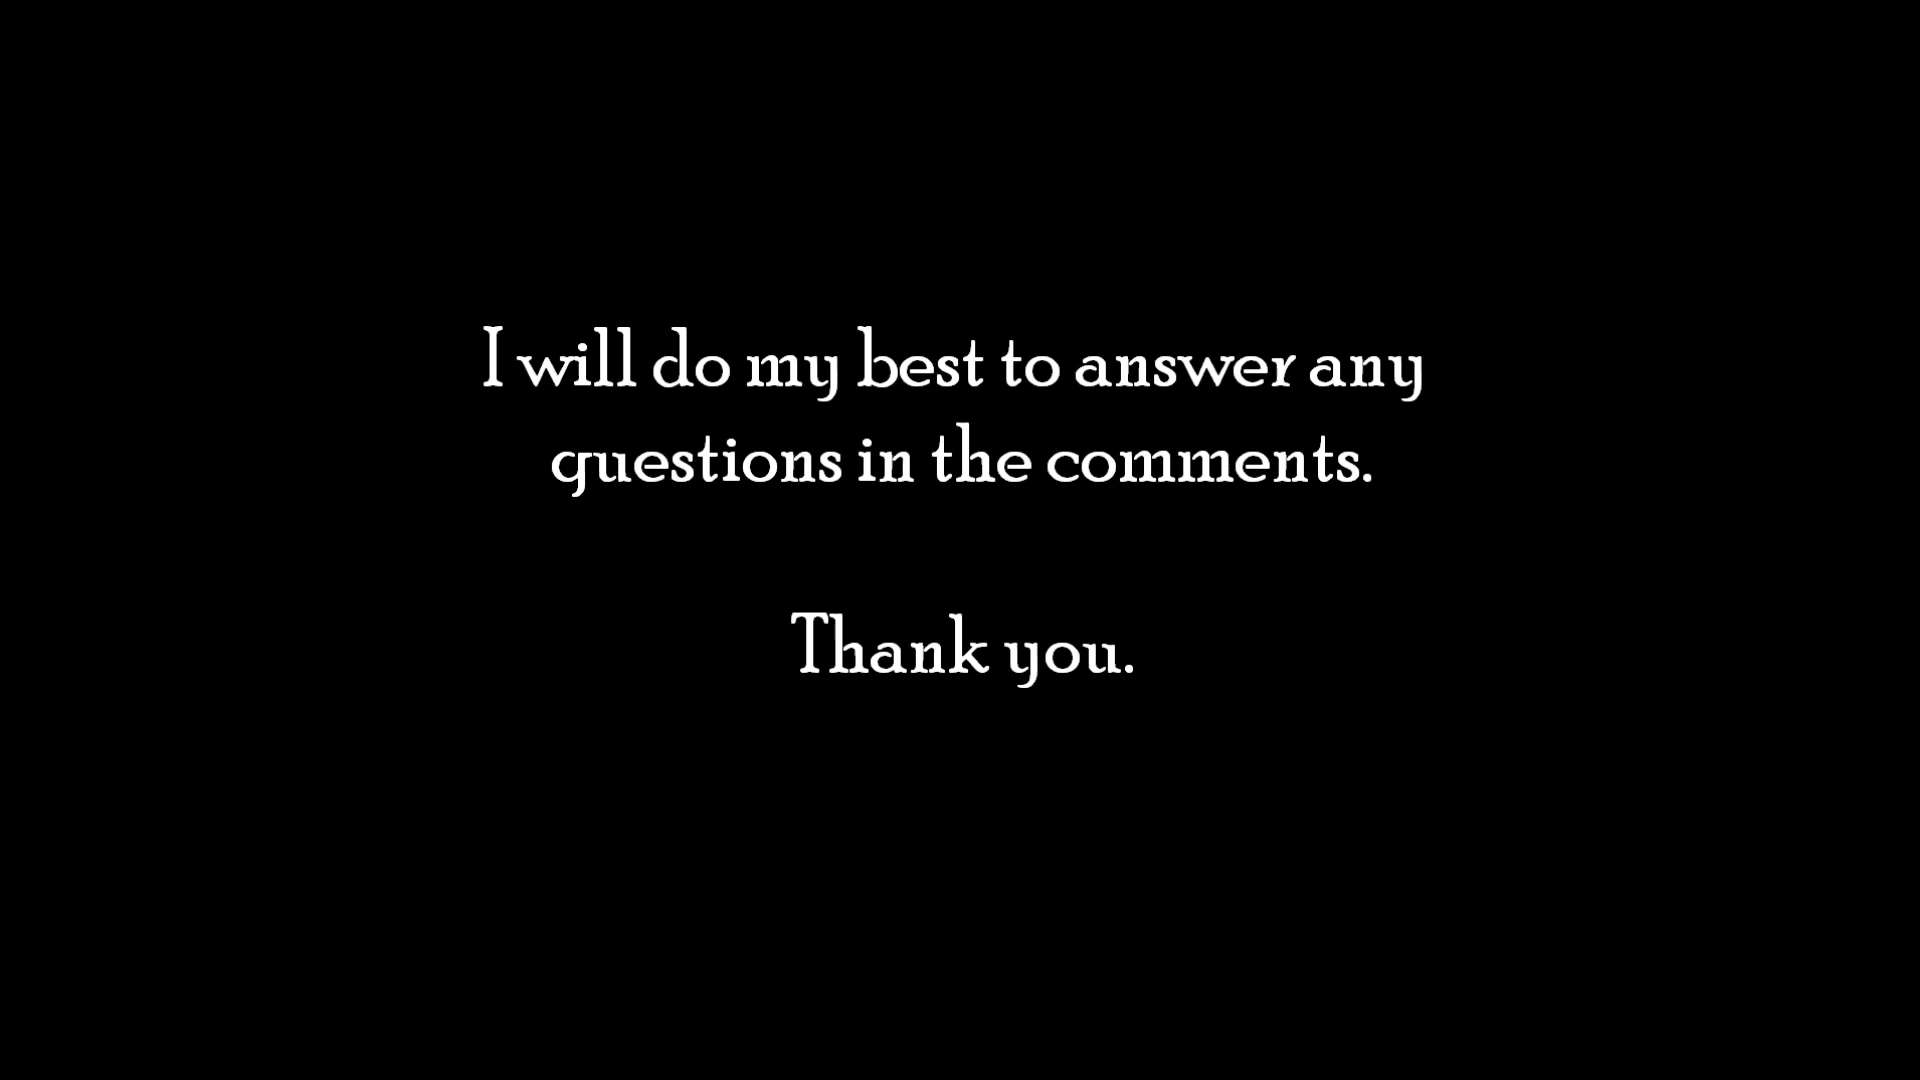 I will do my best to answer any
questions in the comments.
Thank you.